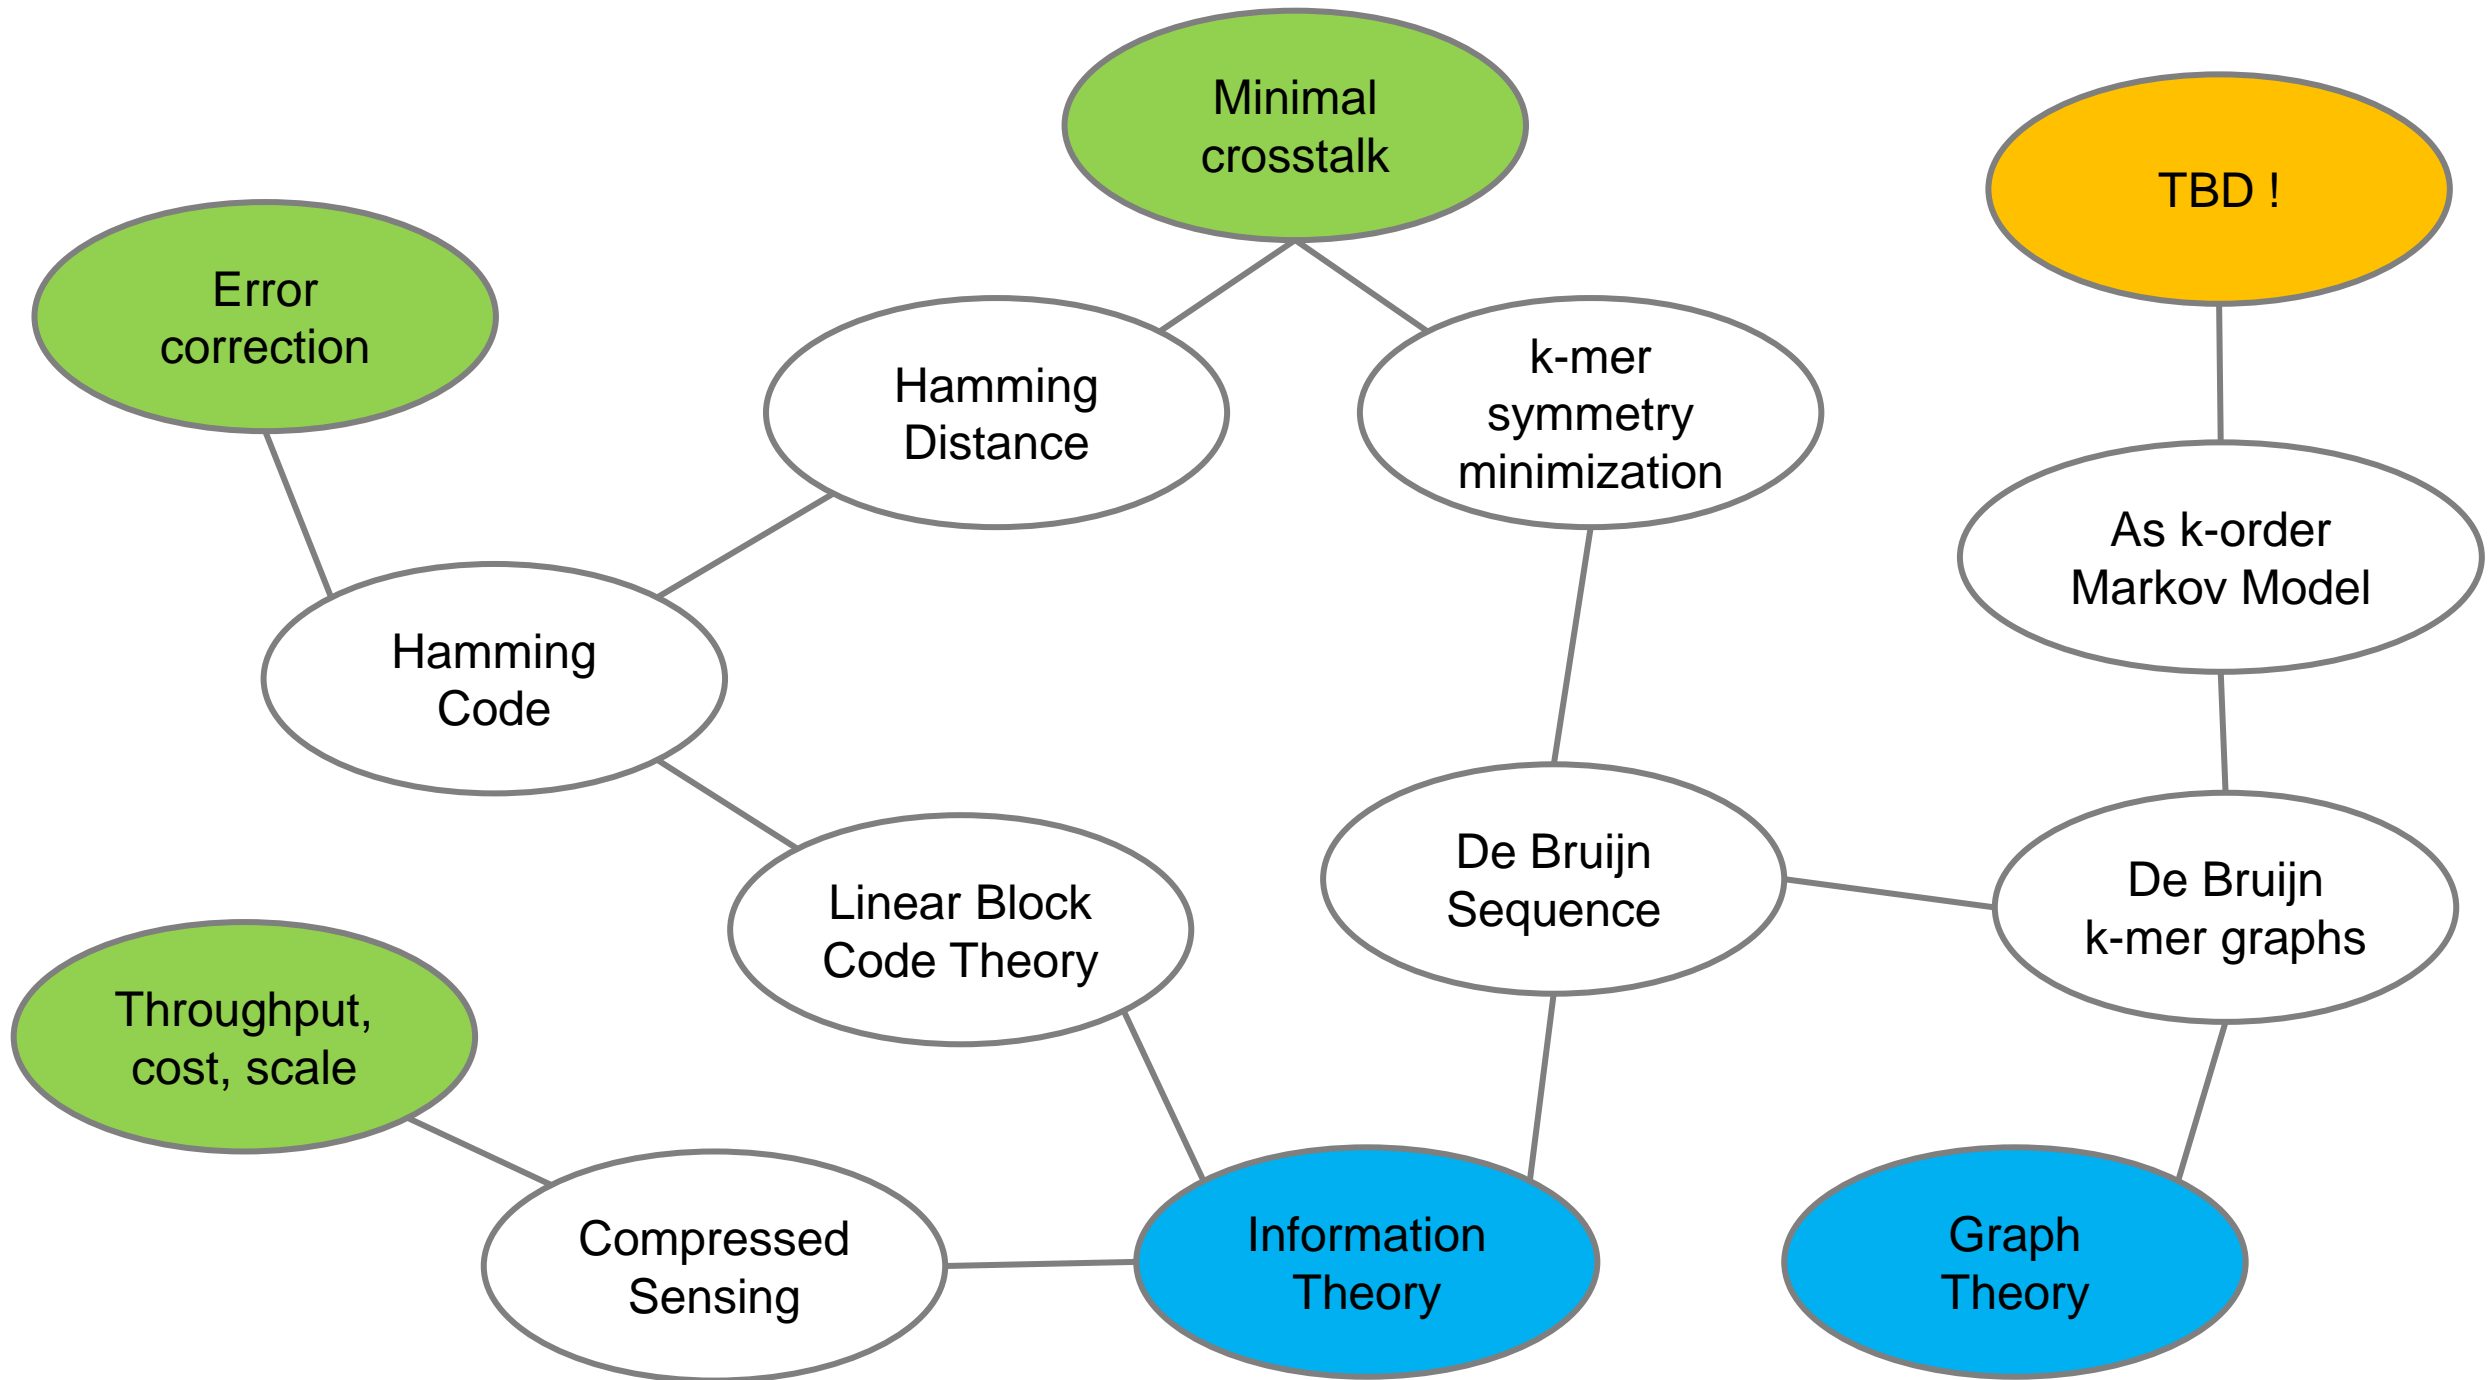 Minimal
crosstalk
TBD !
Error
correction
Hamming
Distance
k-mer
symmetry
minimization
As k-order
Markov Model
Hamming
Code
De Bruijn
Sequence
De Bruijn
k-mer graphs
Linear Block
Code Theory
Throughput,
cost, scale
Compressed
Sensing
Information
Theory
Graph
Theory